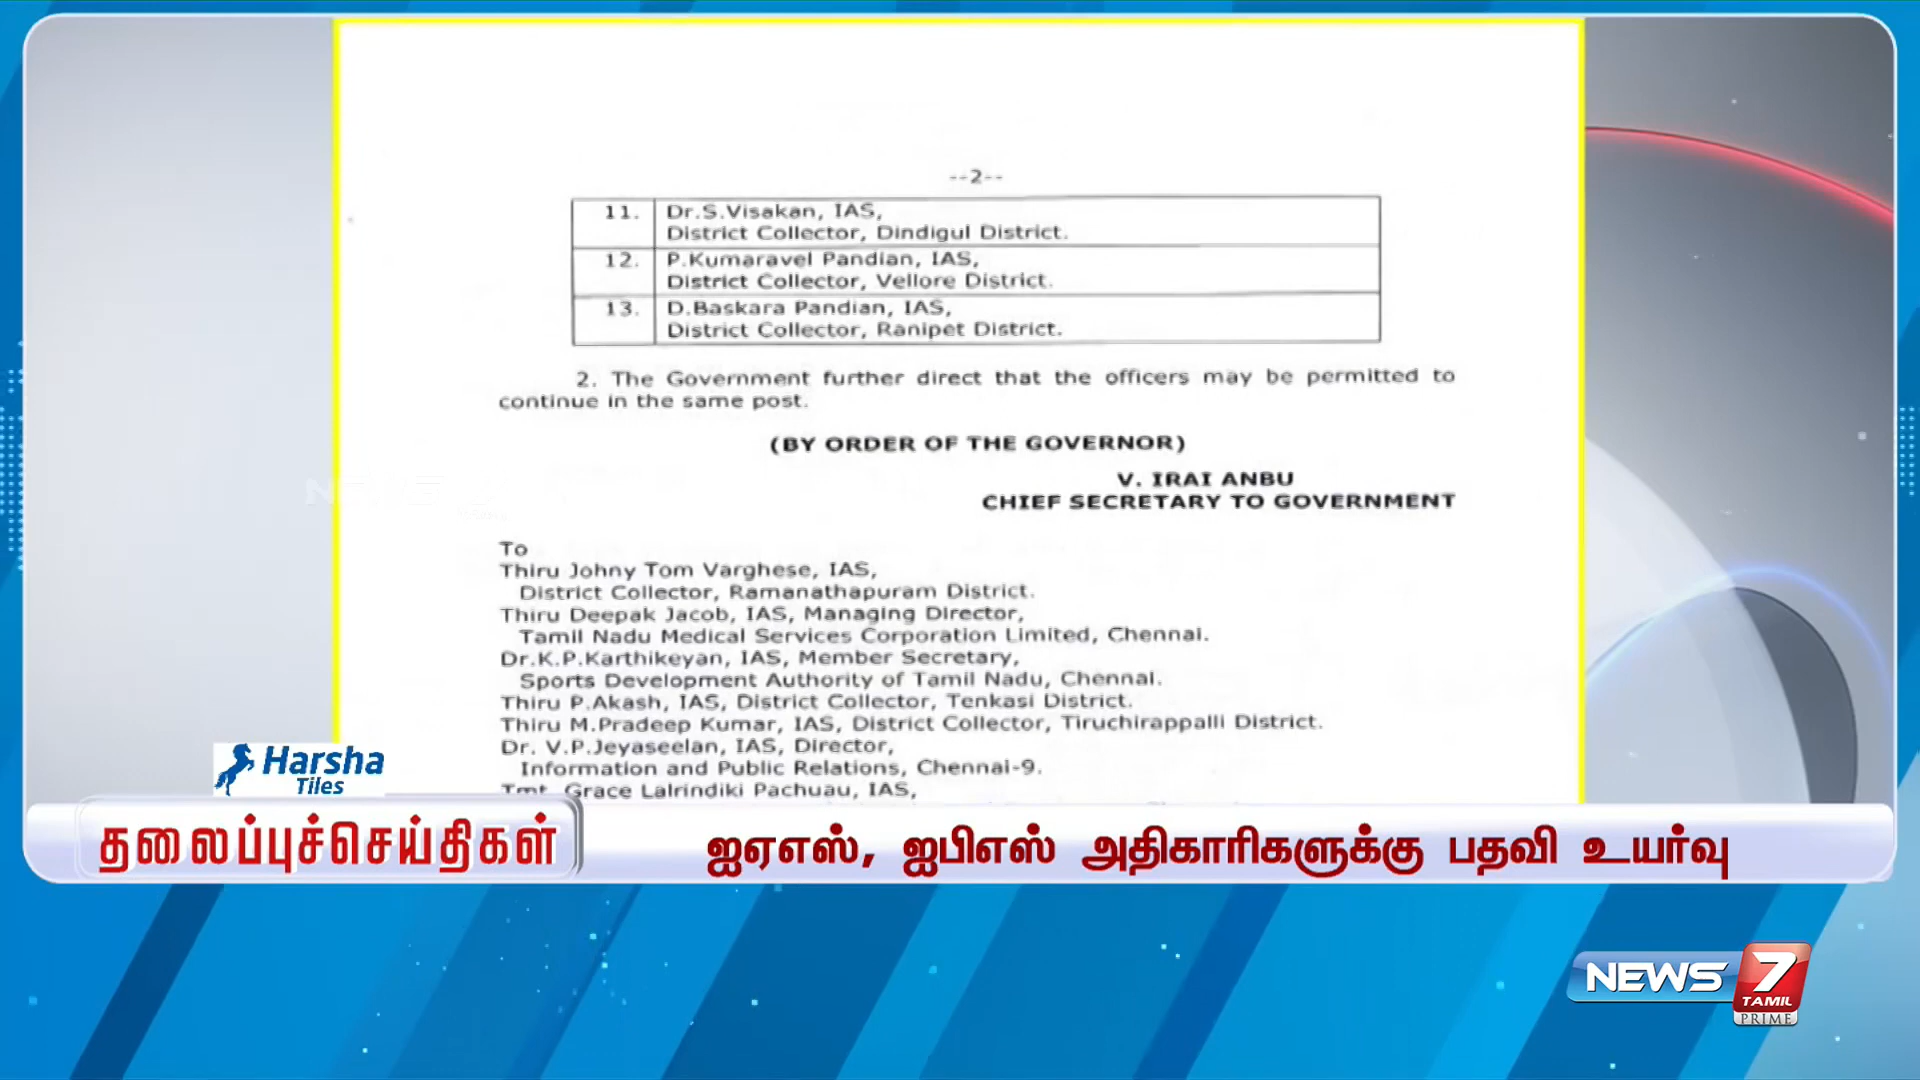 --2--
11. Dr.S.Visakan, IAS,
District Collector, Dindigul District.
12. P.Kumaravel Pandian, IAS,
District Collector, Vellore District.
13. D.Baskara Pandian, IAS,
District Collector, Ranipet District.
2. The Government further direct that the officers may be permitted to
continue in the same post.
(BY ORDER OF THE GOVERNOR)
V. IRAI ANBU
CHIEF SECRETARY TO GOVERNMENT
To
Thiru Johny Tom Varghese, IAS,
District Collector, Ramanathapuram District.
Thiru Deepak Jacob, IAS, Managing Director,
Tamil Nadu Medical Services Corporation Limited, Chennai.
Dr.K.P.Karthikeyan, IAS, Member Secretary,
Sports Development Authority of Tamil Nadu, Chennai.
Thiru P.Akash, IAS, District Collector, Tenkasi District.
Thiru M.Pradeep Kumar, IAS, District Collector, Tiruchirappalli District.
Dr. V.P.Jeyaseelan, IAS, Director,
Information and Public Relations, Chennai-9.
Tmt. Grace Lalrindiki Pachuau, IAS,
Harsha
Tiles
தலைப்புச்செய்திகள்
ஐஏஎஸ், ஐபிஎஸ் அதிகாரிகளுக்கு பதவி உயர்வு
NEWS 7
TAMIL
PRIME